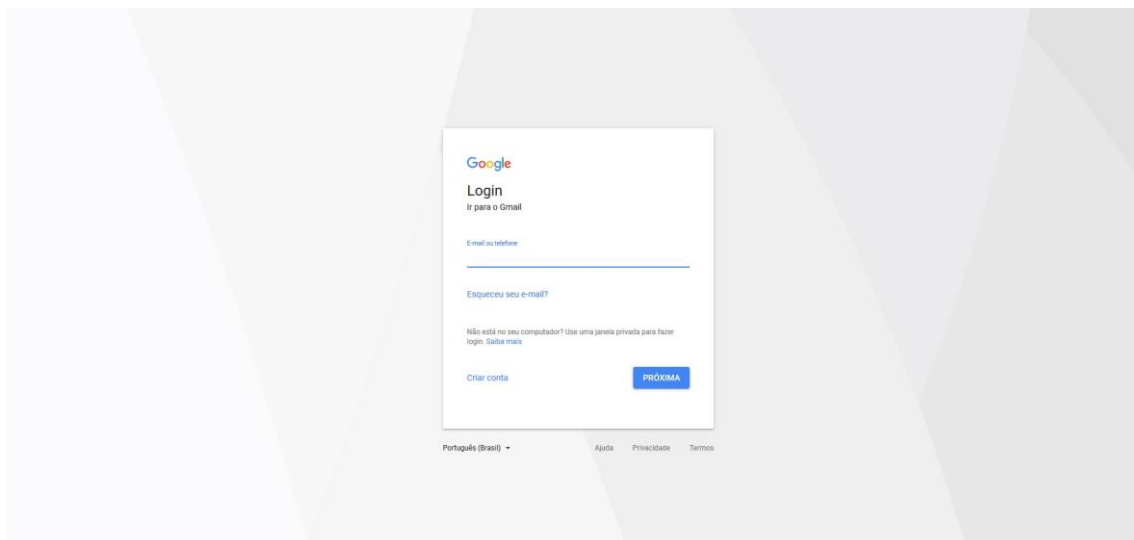 Google
Login
Ir para o Gmail
E-mail ou telefone
Esqueceu seu e-mail?
Não está no seu computador? Use uma janela privada para fazer
login. Saiba mais
Criar conta PRÓXIMA
Português (Brasil) Ajuda Privacidade Termos